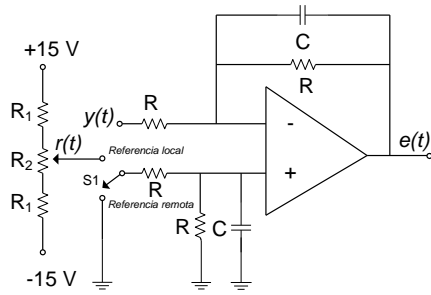 +15 V
R1
R2
R1
-15 V
r(t)
y(t)
R
Referencia local
S1
R
Referencia remota
R
C
C
R
-
+
e(t)